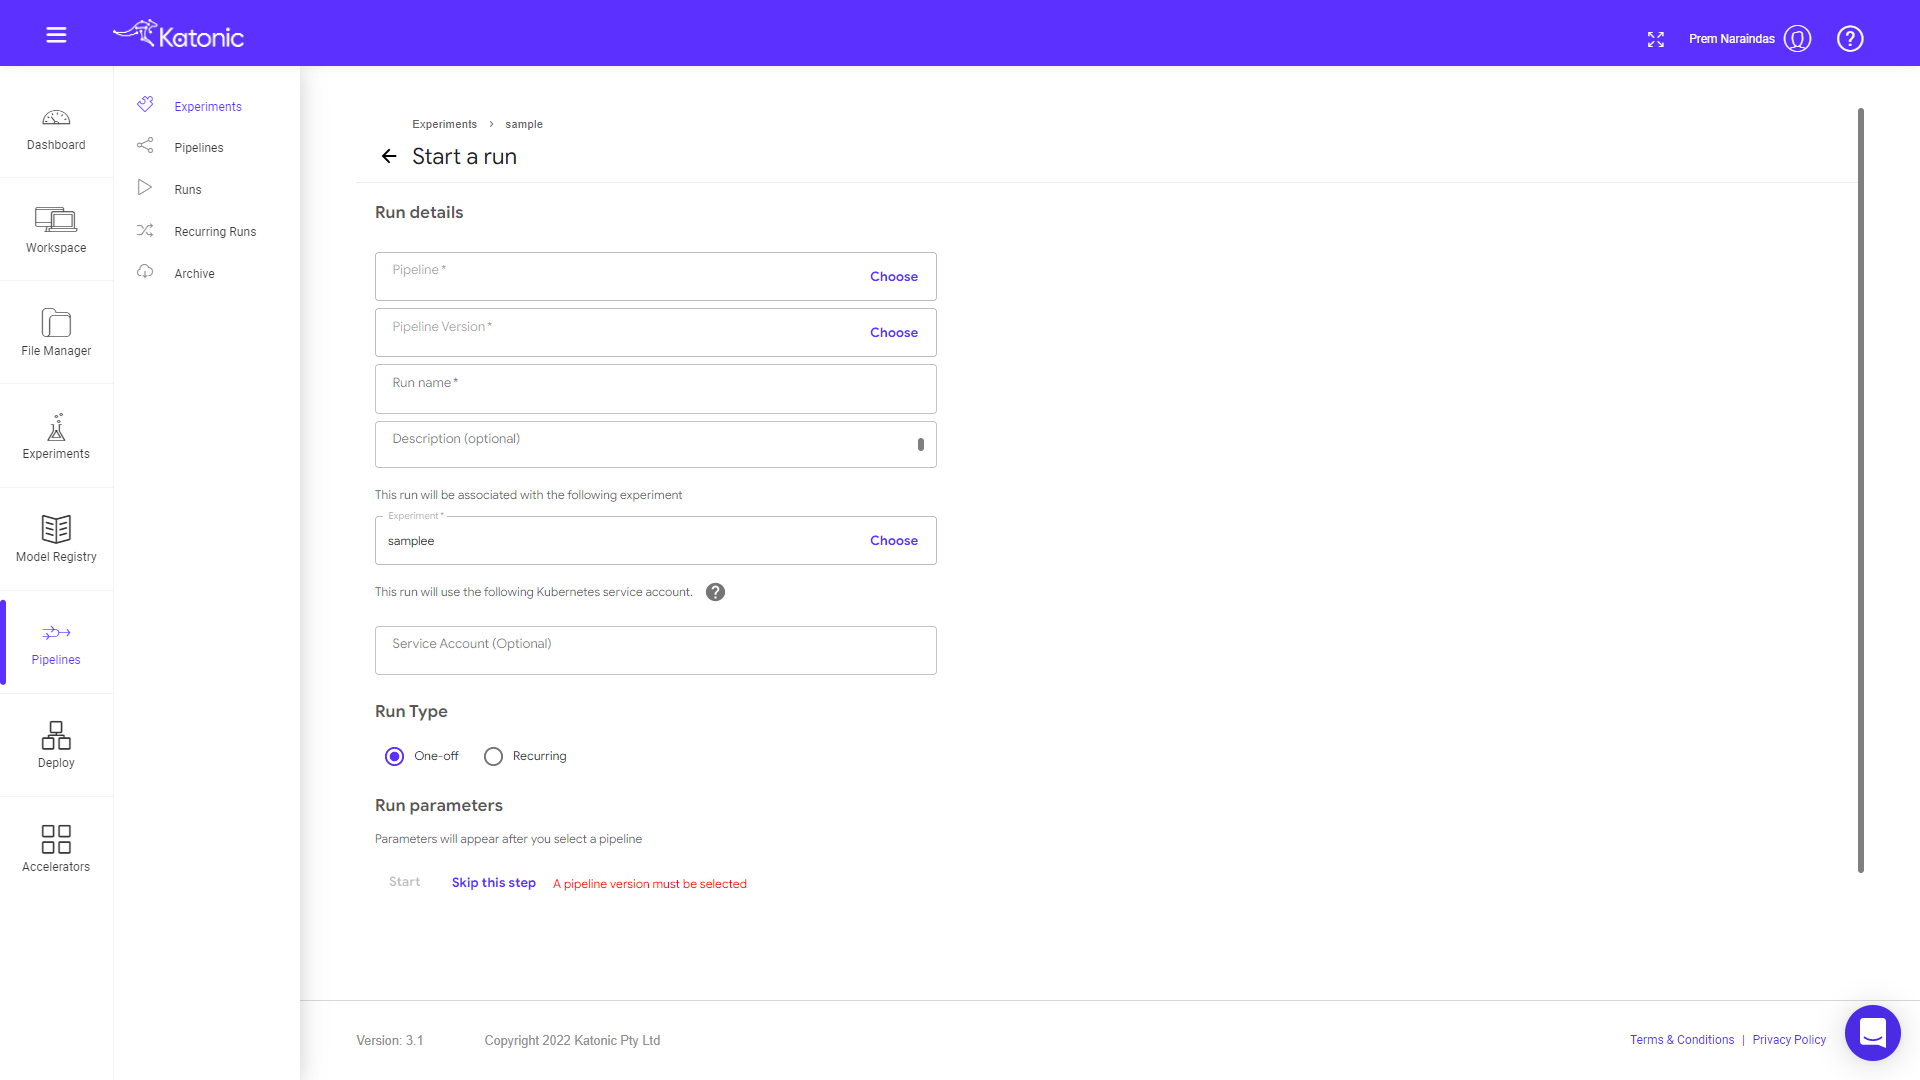 Katonic
Prem Naraindas
?
Dashboard
Workspace
File Manager
Experiments
Model Registry
Pipelines
Deploy
Accelerators
Experiments
Pipelines
Runs
Recurring Runs
Archive
Experiments > sample
Start a run
Run details
Pipeline * Choose
Pipeline Version * Choose
Run name *
Description (optional)
This run will be associated with the following experiment
Experiment *
samplee Choose
This run will use the following Kubernetes service account. ?
Service Account (Optional)
Run Type
One-off Recurring
Run parameters
Parameters will appear after you select a pipeline
Start Skip this step A pipeline version must be selected
Version: 3.1 Copyright 2022 Katonic Pty Ltd Terms & Conditions | Privacy Policy